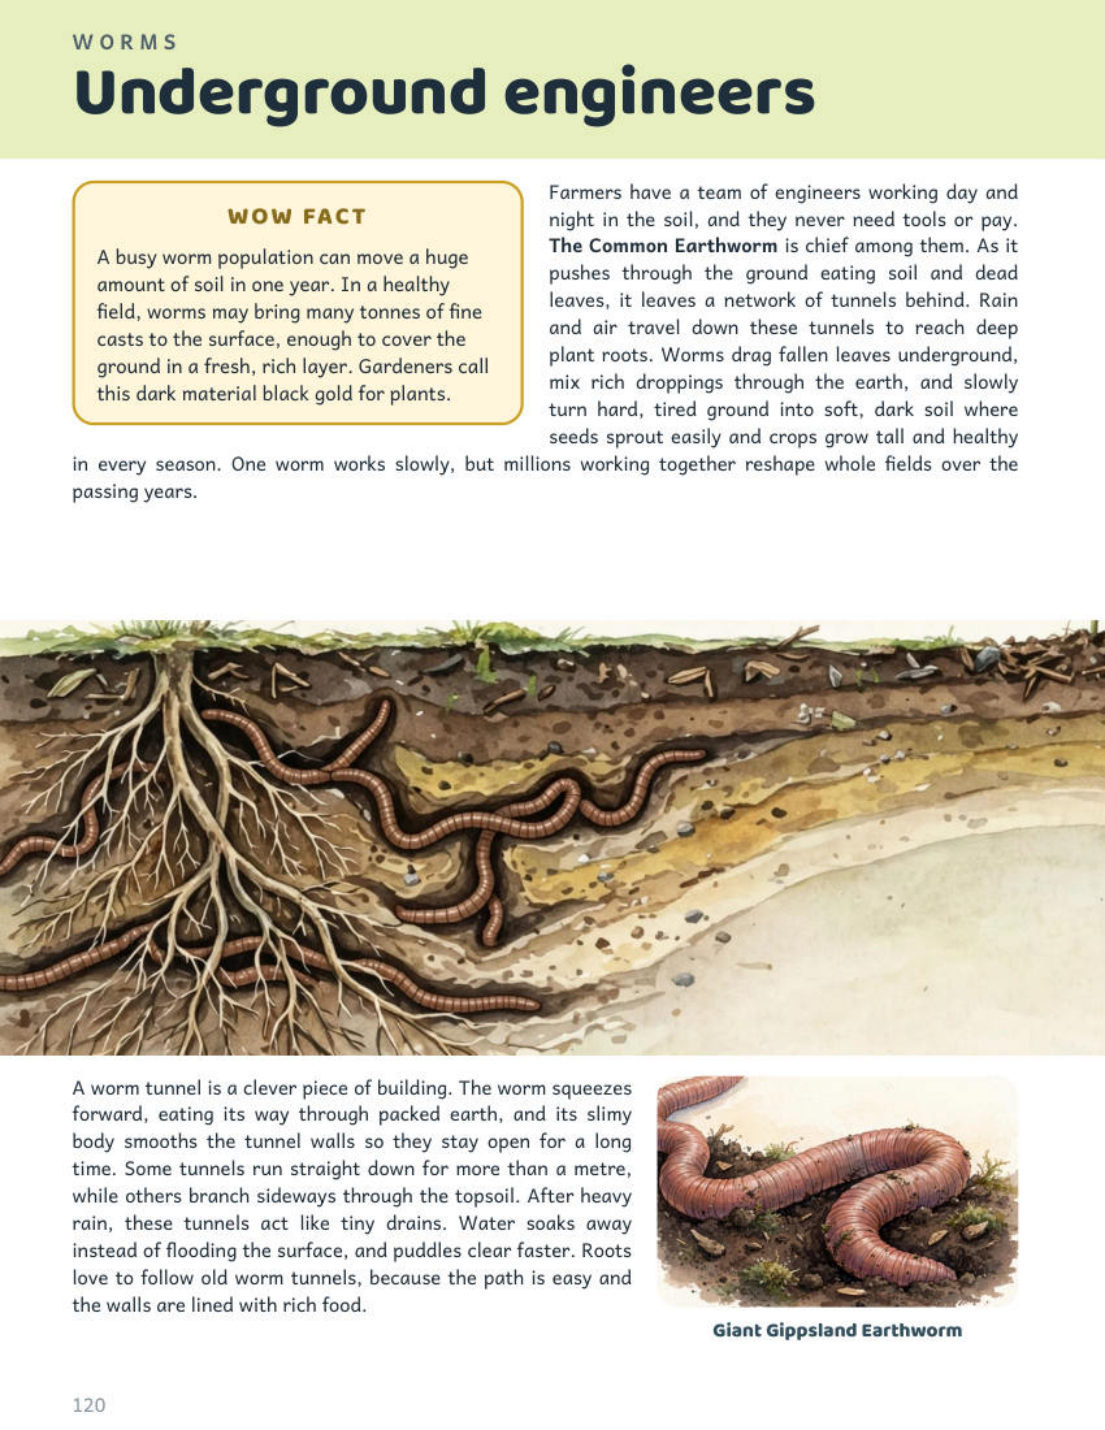 WORMS
Underground engineers
WOW FACT
A busy worm population can move a huge
amount of soil in one year. In a healthy
field, worms may bring many tonnes of fine
casts to the surface, enough to cover the
ground in a fresh, rich layer. Gardeners call
this dark material black gold for plants.
Farmers have a team of engineers working day and
night in the soil, and they never need tools or pay.
The Common Earthworm is chief among them. As it
pushes through the ground eating soil and dead
leaves, it leaves a network of tunnels behind. Rain
and air travel down these tunnels to reach deep
plant roots. Worms drag fallen leaves underground,
mix rich droppings through the earth, and slowly
turn hard, tired ground into soft, dark soil where
seeds sprout easily and crops grow tall and healthy
in every season. One worm works slowly, but millions working together reshape whole fields over the
passing years.
A worm tunnel is a clever piece of building. The worm squeezes
forward, eating its way through packed earth, and its slimy
body smooths the tunnel walls so they stay open for a long
time. Some tunnels run straight down for more than a metre,
while others branch sideways through the topsoil. After heavy
rain, these tunnels act like tiny drains. Water soaks away
instead of flooding the surface, and puddles clear faster. Roots
love to follow old worm tunnels, because the path is easy and
the walls are lined with rich food.
Giant Gippsland Earthworm
120